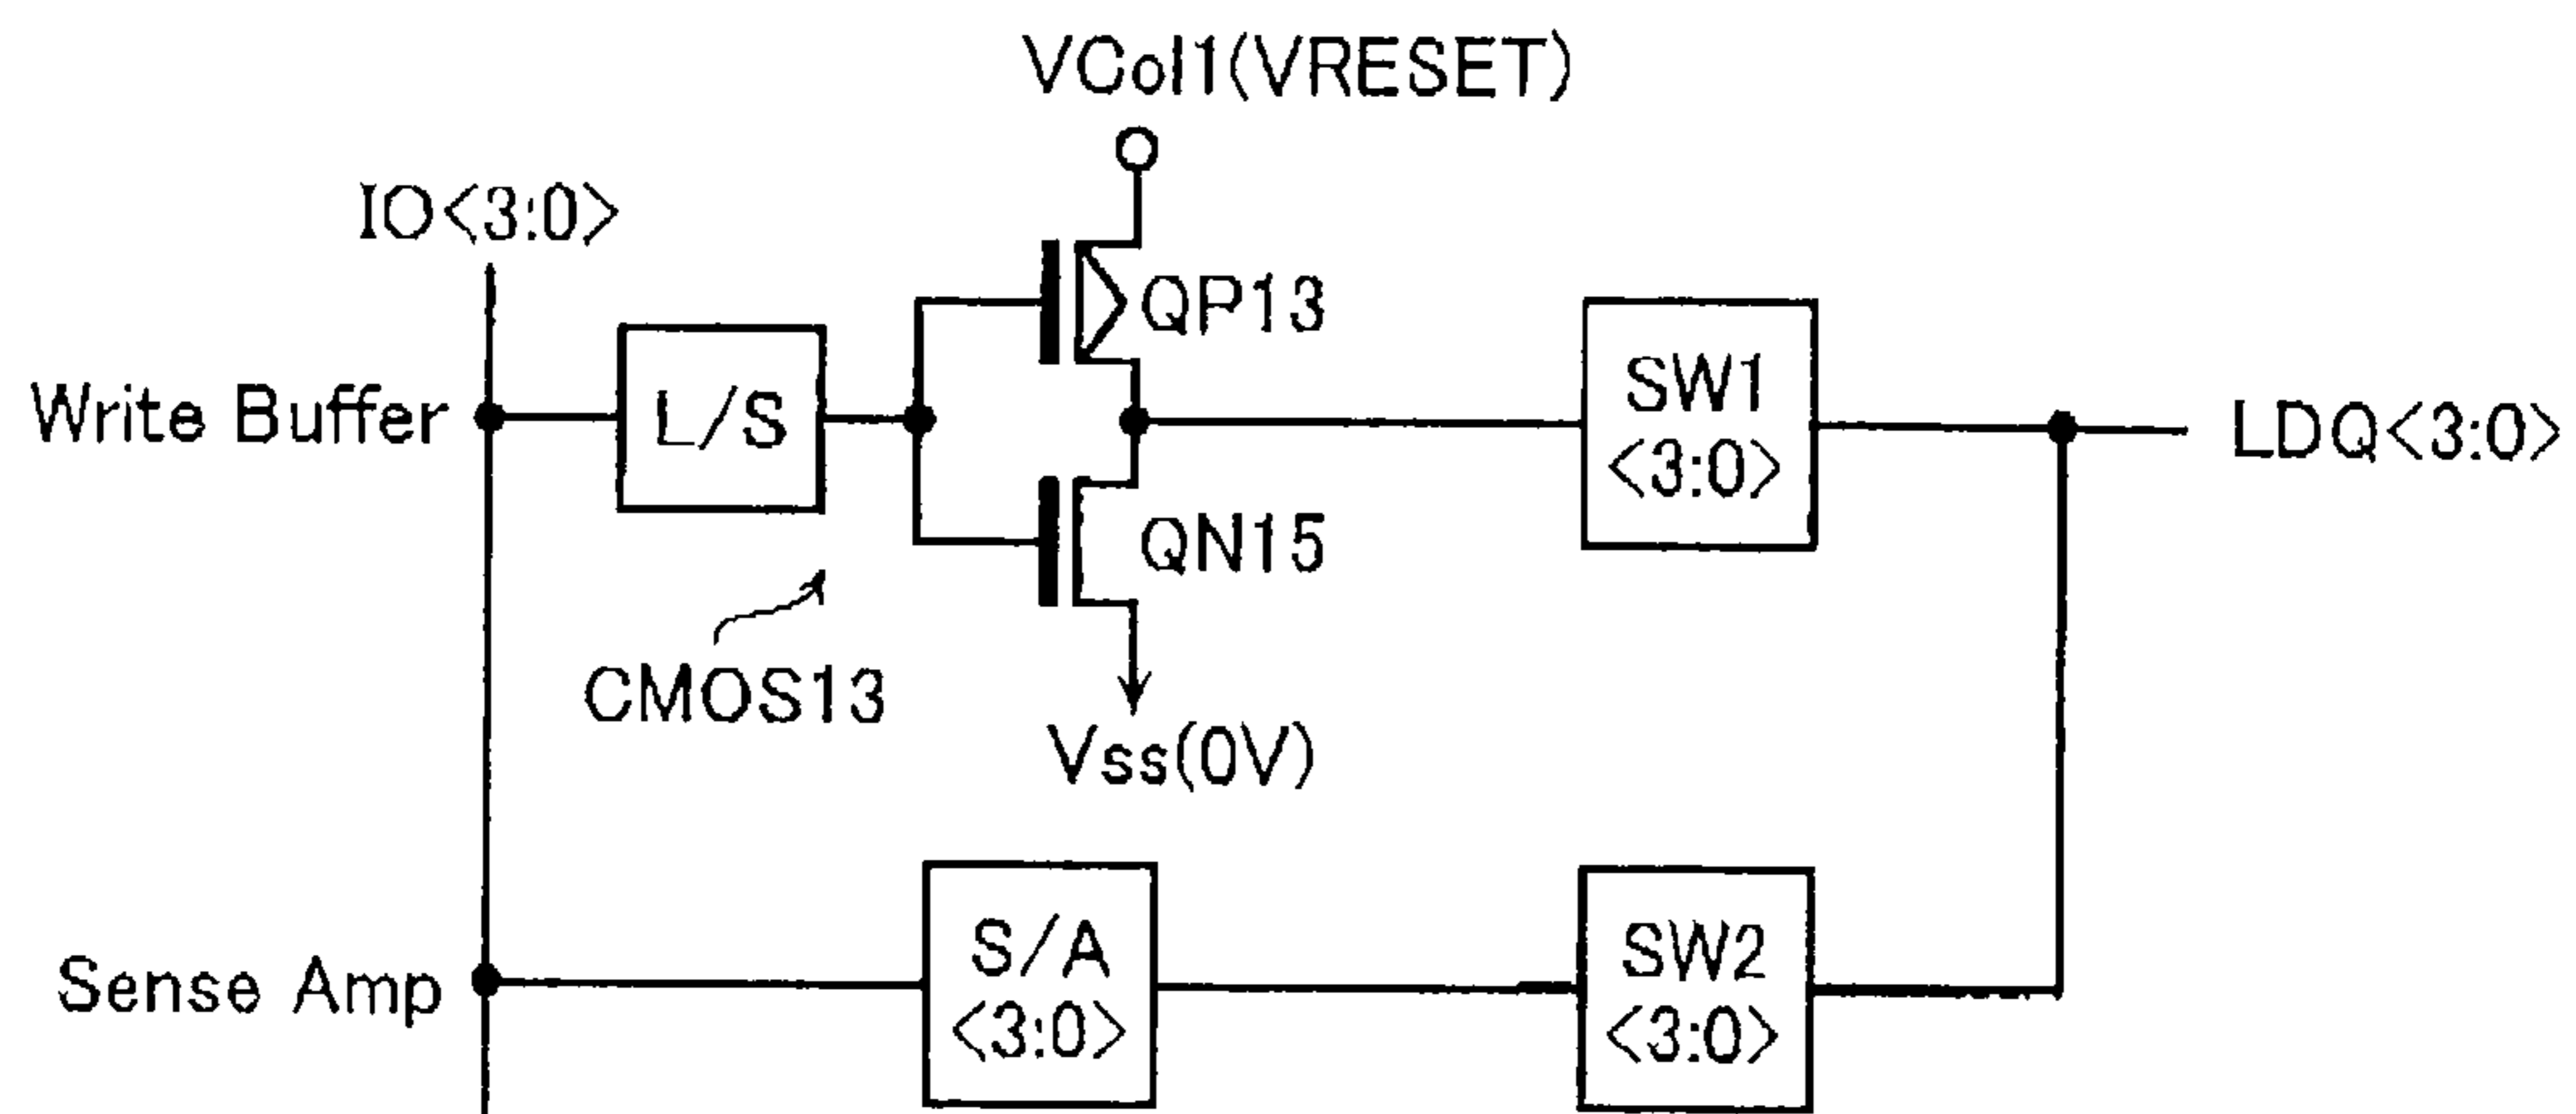 VCol1(VRESET)
IO<3:0>
QP13
Write Buffer
L/S
SW1
<3:0>
LDQ<3:0>
QN15
CMOS13
Vss(0V)
Sense Amp
S/A
<3:0>
SW2
<3:0>